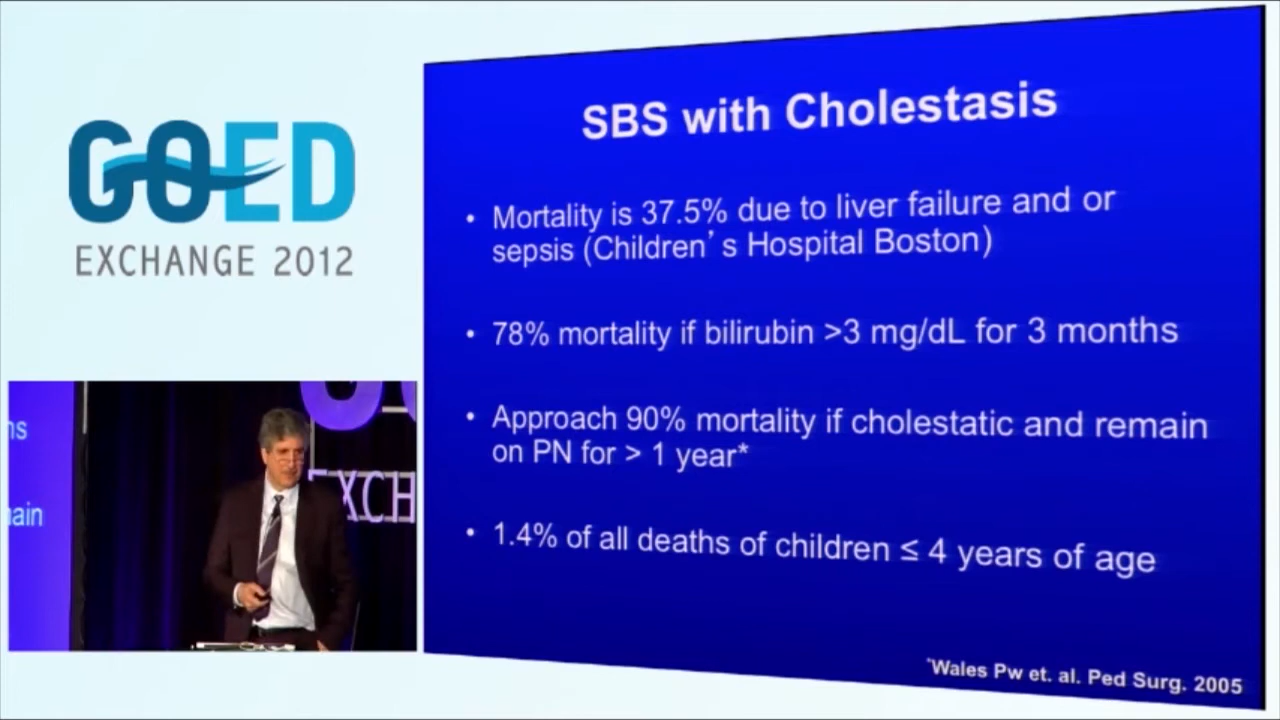 GOED
EXCHANGE 2012
SBS with Cholestasis
• Mortality is 37.5% due to liver failure and or
sepsis (Children’s Hospital Boston)
• 78% mortality if bilirubin >3 mg/dL for 3 months
• Approach 90% mortality if cholestatic and remain
on PN for > 1 year*
• 1.4% of all deaths of children ≤ 4 years of age
*Wales Pw et. al. Ped Surg. 2005
ns
ain
EXCH